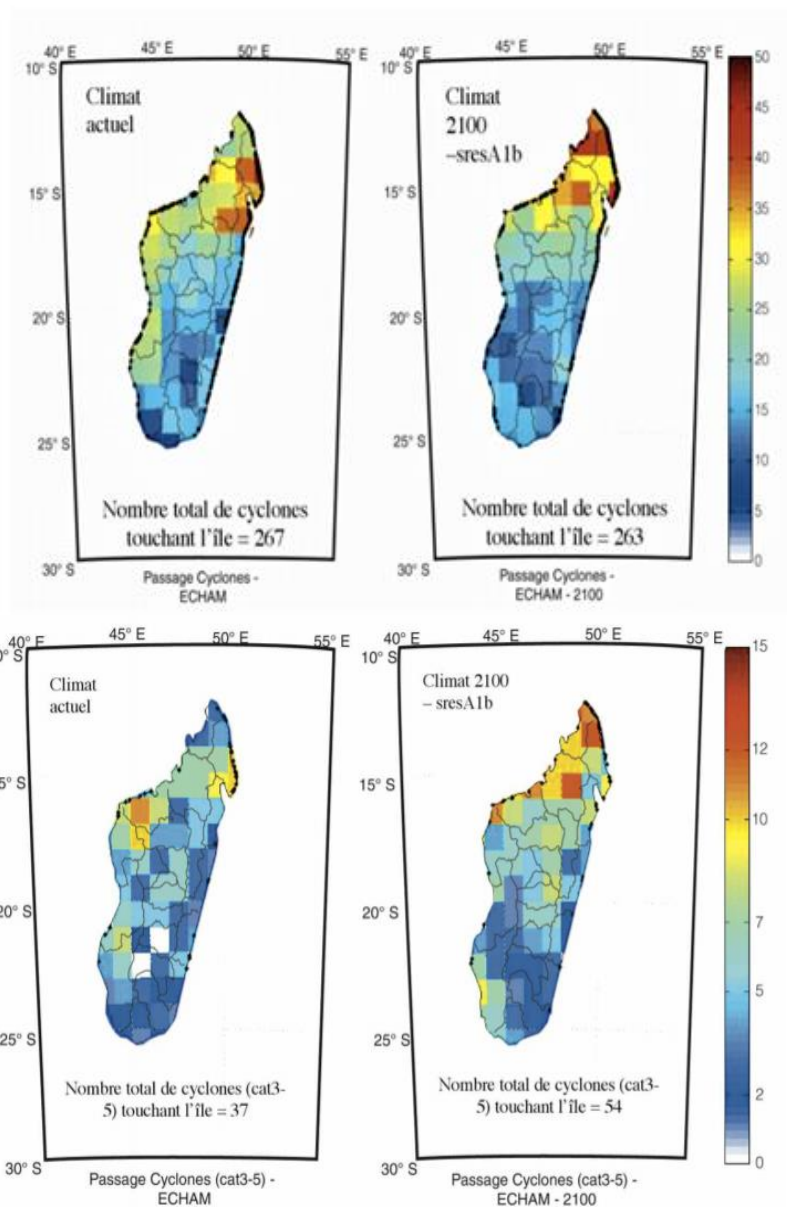 40° E 45° E 50° E 55° E
10° S
15° S
20° S
25° S
30° S
Climat
actuel
Nombre total de cyclones
touchant l'île = 267
Passage Cyclones -
ECHAM
40° E 45° E 50° E 55° E
10° S
15° S
20° S
25° S
30° S
Climat
2100
–sresA1b
Nombre total de cyclones
touchant l'île = 263
Passage Cyclones -
ECHAM - 2100
50
45
40
35
30
25
20
15
10
5
0
40° E 45° E 50° E 55° E
0° S
5° S
20° S
25° S
30° S
Climat
actuel
Nombre total de cyclones (cat3-
5) touchant l'île = 37
Passage Cyclones (cat3-5) -
ECHAM
40° E 45° E 50° E 55° E
10° S
15° S
20° S
25° S
30° S
Climat 2100
– sresA1b
Nombre total de cyclones (cat3-
5) touchant l'île = 54
Passage Cyclones (cat3-5) -
ECHAM - 2100
15
12
10
7
5
2
0